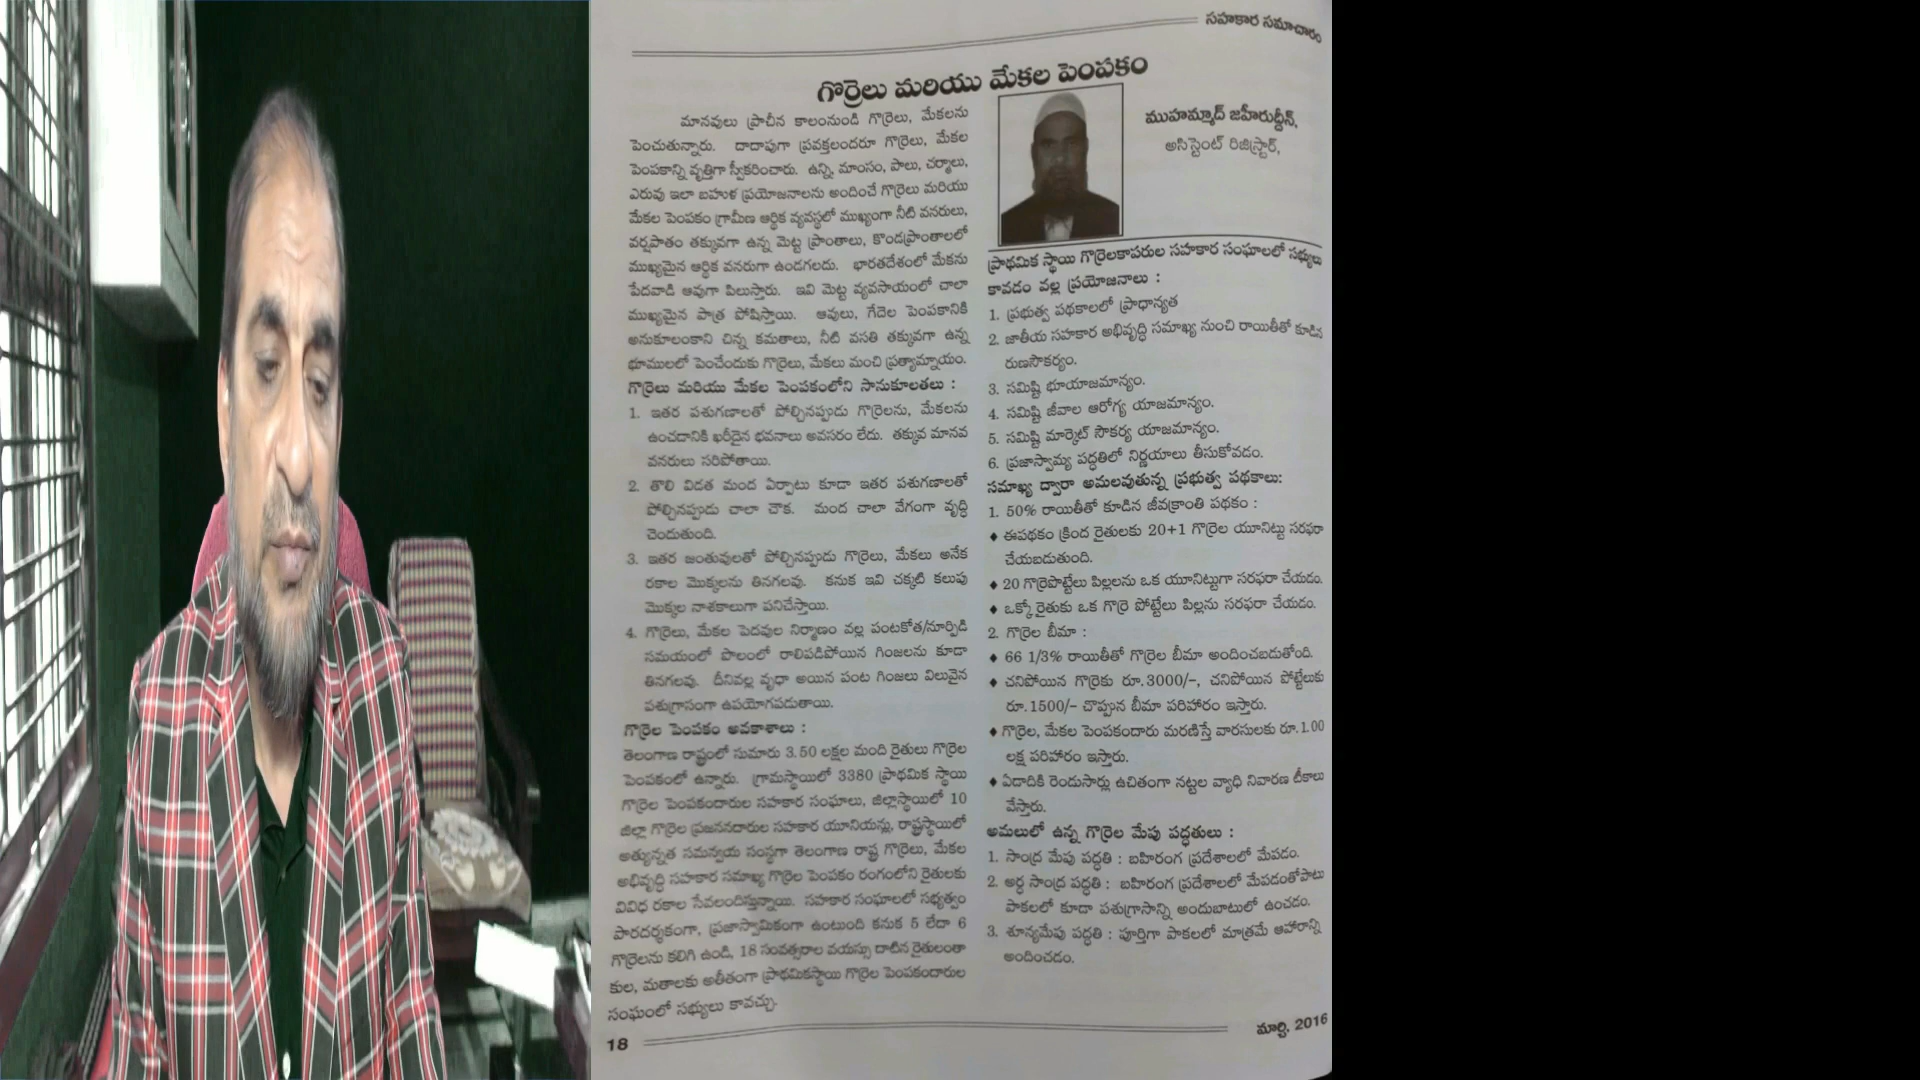 సహకార సమాచారం
గొర్రెలు మరియు మేకల పెంపకం
మానవులు ప్రాచీన కాలంనుండి గొర్రెలు, మేకలను
పెంచుతున్నారు. దాదాపుగా ప్రవక్తలందరూ గొర్రెలు, మేకల
పెంపకాన్ని వృత్తిగా స్వీకరించారు. ఉన్ని, మాంసం, పాలు, చర్మాలు,
ఎరువు ఇలా బహుళ ప్రయోజనాలను అందించే గొర్రెలు మరియు
మేకల పెంపకం గ్రామీణ ఆర్థిక వ్యవస్థలో ముఖ్యంగా నీటి వనరులు,
వర్షపాతం తక్కువగా ఉన్న మెట్ట ప్రాంతాలు, కొండప్రాంతాలలో
ముఖ్యమైన ఆర్థిక వనరుగా ఉండగలదు. భారతదేశంలో మేకను
పేదవాడి ఆవుగా పిలుస్తారు. ఇవి మెట్ట వ్యవసాయంలో చాలా
ముఖ్యమైన పాత్ర పోషిస్తాయి. ఆవులు, గేదెల పెంపకానికి
అనుకూలంకాని చిన్న కమతాలు, నీటి వసతి తక్కువగా ఉన్న
భూములలో పెంచేందుకు గొర్రెలు, మేకలు మంచి ప్రత్యామ్నాయం.
గొర్రెలు మరియు మేకల పెంపకంలోని సానుకూలతలు :
1. ఇతర పశుగణాలతో పోల్చినప్పుడు గొర్రెలను, మేకలను
ఉంచడానికి ఖరీదైన భవనాలు అవసరం లేదు. తక్కువ మానవ
వనరులు సరిపోతాయి.
2. తొలి విడత మంద ఏర్పాటు కూడా ఇతర పశుగణాలతో
పోల్చినప్పుడు చాలా చౌక. మంద చాలా వేగంగా వృద్ధి
చెందుతుంది.
3. ఇతర జంతువులతో పోల్చినప్పుడు గొర్రెలు, మేకలు అనేక
రకాల మొక్కలను తినగలవు. కనుక ఇవి చక్కటి కలుపు
మొక్కల నాశకాలుగా పనిచేస్తాయి.
4. గొర్రెలు, మేకల పెదవుల నిర్మాణం వల్ల పంటకోత/నూర్పిడి
సమయంలో పొలంలో రాలిపడిపోయిన గింజలను కూడా
తినగలవు. దీనివల్ల వృధా అయిన పంట గింజలు విలువైన
పశుగ్రాసంగా ఉపయోగపడుతాయి.
గొర్రెల పెంపకం అవకాశాలు :
తెలంగాణ రాష్ట్రంలో సుమారు 3.50 లక్షల మంది రైతులు గొర్రెల
పెంపకంలో ఉన్నారు. గ్రామస్థాయిలో 3380 ప్రాథమిక స్థాయి
గొర్రెల పెంపకందారుల సహకార సంఘాలు, జిల్లాస్థాయిలో 10
జిల్లా గొర్రెల ప్రజననదారుల సహకార యూనియన్లు, రాష్ట్రస్థాయిలో
అత్యున్నత సమన్వయ సంస్థగా తెలంగాణ రాష్ట్ర గొర్రెలు, మేకల
అభివృద్ధి సహకార సమాఖ్య గొర్రెల పెంపకం రంగంలోని రైతులకు
వివిధ రకాల సేవలందిస్తున్నాయి. సహకార సంఘాలలో సభ్యత్వం
పారదర్శకంగా, ప్రజాస్వామికంగా ఉంటుంది కనుక 5 లేదా 6
గొర్రెలను కలిగి ఉండి, 18 సంవత్సరాల వయస్సు దాటిన రైతులంతా
కుల, మతాలకు అతీతంగా ప్రాథమికస్థాయి గొర్రెల పెంపకందారుల
సంఘంలో సభ్యులు కావచ్చు.
ముహమ్మాద్ జహీరుద్దీన్,
అసిస్టెంట్ రిజిస్ట్రార్,
ప్రాథమిక స్థాయి గొర్రెలకాపరుల సహకార సంఘాలలో సభ్యులు
కావడం వల్ల ప్రయోజనాలు :
1. ప్రభుత్వ పథకాలలో ప్రాధాన్యత
2. జాతీయ సహకార అభివృద్ధి సమాఖ్య నుంచి రాయితీతో కూడిన
రుణసౌకర్యం.
3. సమిష్టి భూయాజమాన్యం.
4. సమిష్టి జీవాల ఆరోగ్య యాజమాన్యం.
5. సమిష్టి మార్కెట్ సౌకర్య యాజమాన్యం.
6. ప్రజాస్వామ్య పద్ధతిలో నిర్ణయాలు తీసుకోవడం.
సమాఖ్య ద్వారా అమలవుతున్న ప్రభుత్వ పథకాలు:
1. 50% రాయితీతో కూడిన జీవక్రాంతి పథకం :
♦ ఈపథకం క్రింద రైతులకు 20+1 గొర్రెల యూనిట్టు సరఫరా
చేయబడుతుంది.
♦ 20 గొర్రెపొట్టేలు పిల్లలను ఒక యూనిట్టుగా సరఫరా చేయడం.
♦ ఒక్కో రైతుకు ఒక గొర్రె పోట్టేలు పిల్లను సరఫరా చేయడం.
2. గొర్రెల బీమా :
♦ 66 1/3% రాయితీతో గొర్రెల బీమా అందించబడుతోంది.
♦ చనిపోయిన గొర్రెకు రూ.3000/-, చనిపోయిన పోట్టేలుకు
రూ.1500/- చొప్పున బీమా పరిహారం ఇస్తారు.
♦ గొర్రెల, మేకల పెంపకందారు మరణిస్తే వారసులకు రూ.1.00
లక్ష పరిహారం ఇస్తారు.
♦ ఏడాదికి రెండుసార్లు ఉచితంగా నట్టల వ్యాధి నివారణ టీకాలు
వేస్తారు.
అమలులో ఉన్న గొర్రెల మేపు పద్ధతులు :
1. సాంద్ర మేపు పద్ధతి : బహిరంగ ప్రదేశాలలో మేపడం.
2. అర్ధ సాంద్ర పద్ధతి : బహిరంగ ప్రదేశాలలో మేపడంతోపాటు
పాకలలో కూడా పశుగ్రాసాన్ని అందుబాటులో ఉంచడం.
3. శూన్యమేపు పద్ధతి : పూర్తిగా పాకలలో మాత్రమే ఆహారాన్ని
అందించడం.
18
మార్చి, 2016